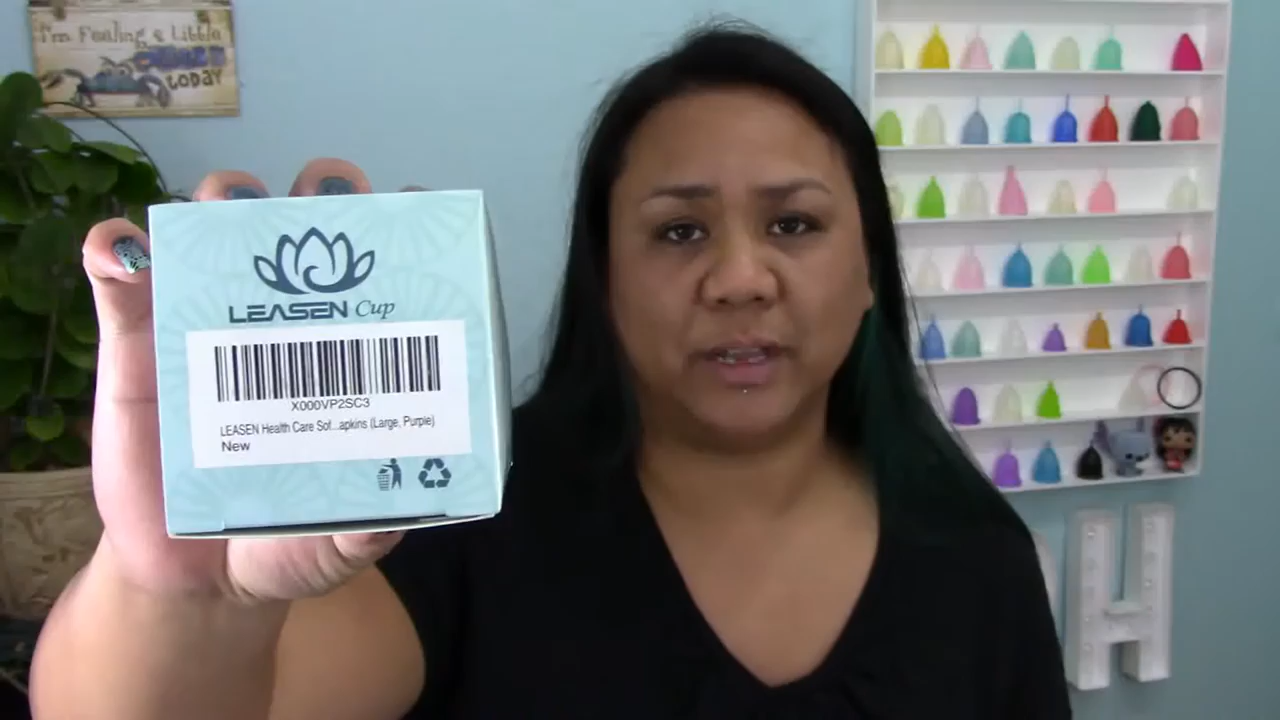 I'm Feeling a Little
today
LEASEN Cup
X000VP2SC3
LEASEN Health Care Sof...apkins (Large, Purple)
New
H